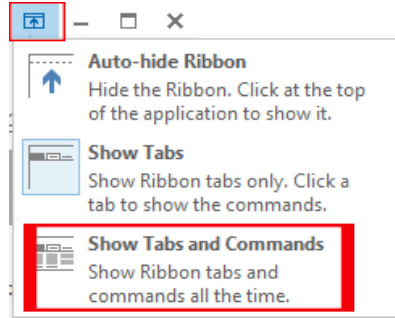 Auto-hide Ribbon
Hide the Ribbon. Click at the top
of the application to show it.
Show Tabs
Show Ribbon tabs only. Click a
tab to show the commands.
Show Tabs and Commands
Show Ribbon tabs and
commands all the time.